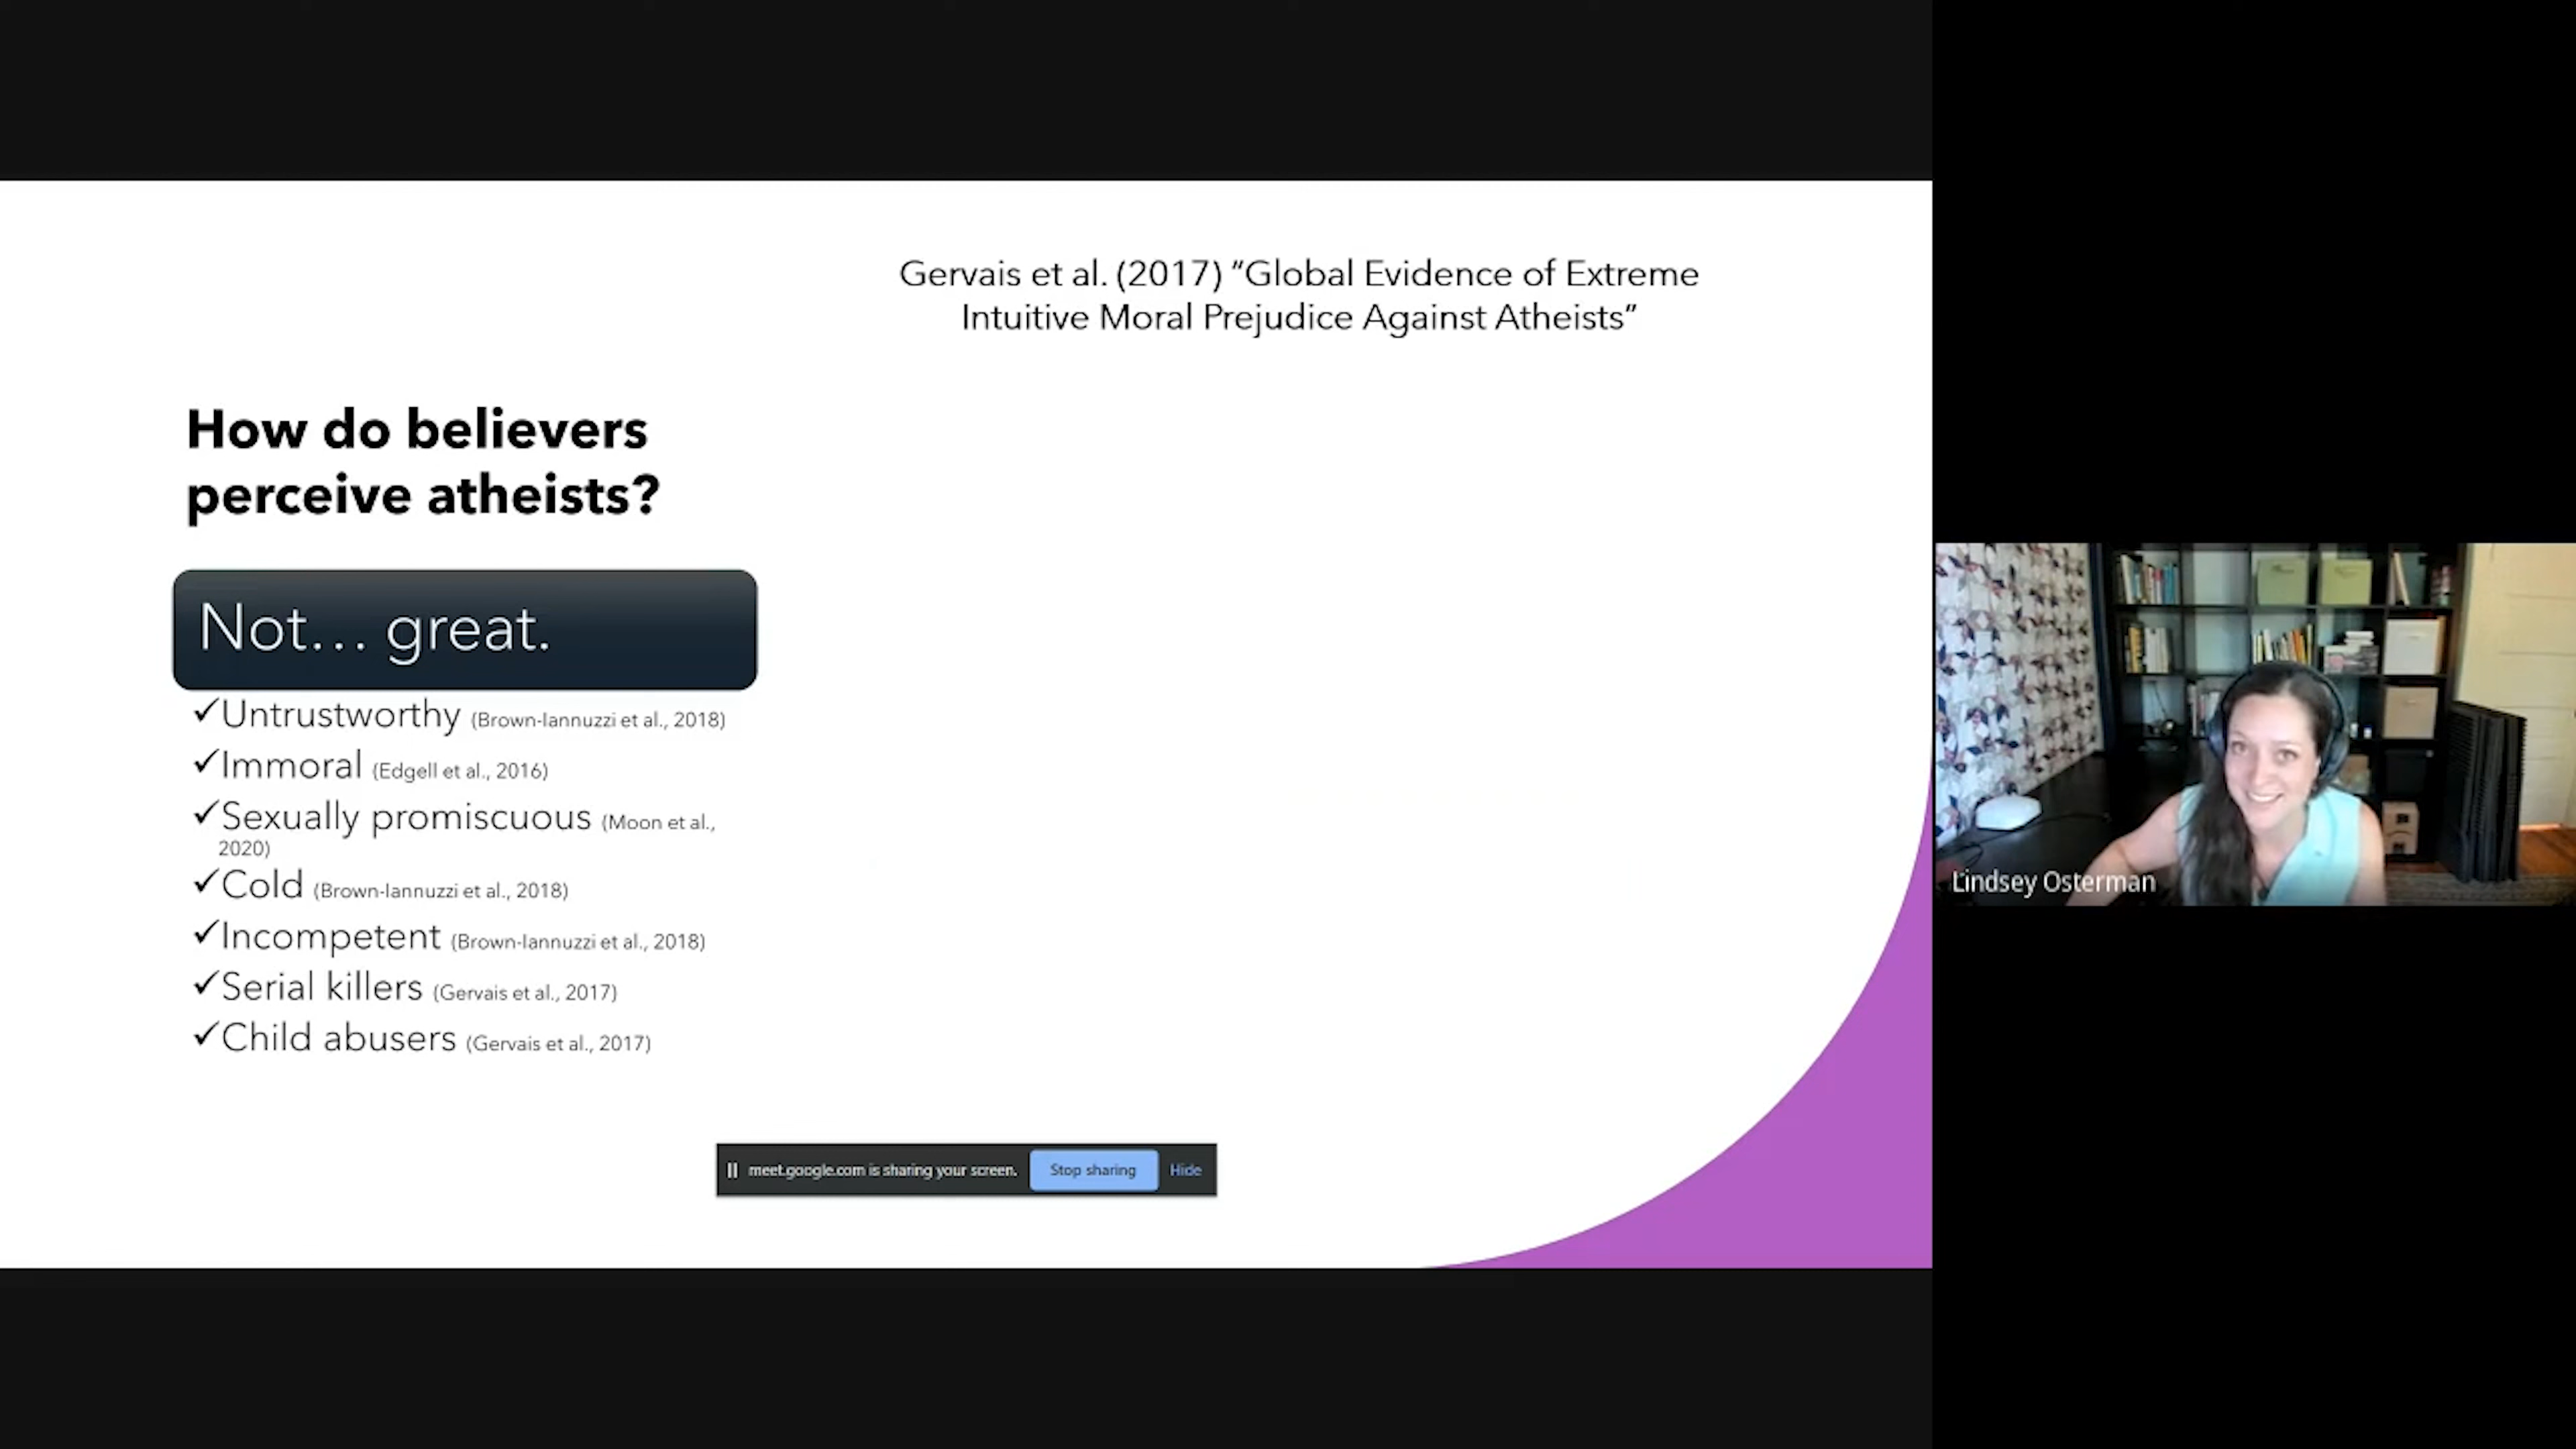 Gervais et al. (2017) “Global Evidence of Extreme
Intuitive Moral Prejudice Against Atheists”
How do believers
perceive atheists?
Not... great.
✓Untrustworthy (Brown-Iannuzzi et al., 2018)
✓Immoral (Edgell et al., 2016)
✓Sexually promiscuous (Moon et al.,
2020)
✓Cold (Brown-Iannuzzi et al., 2018)
✓Incompetent (Brown-Iannuzzi et al., 2018)
✓Serial killers (Gervais et al., 2017)
✓Child abusers (Gervais et al., 2017)
meet.google.com is sharing your screen. Stop sharing Hide
Lindsey Osterman